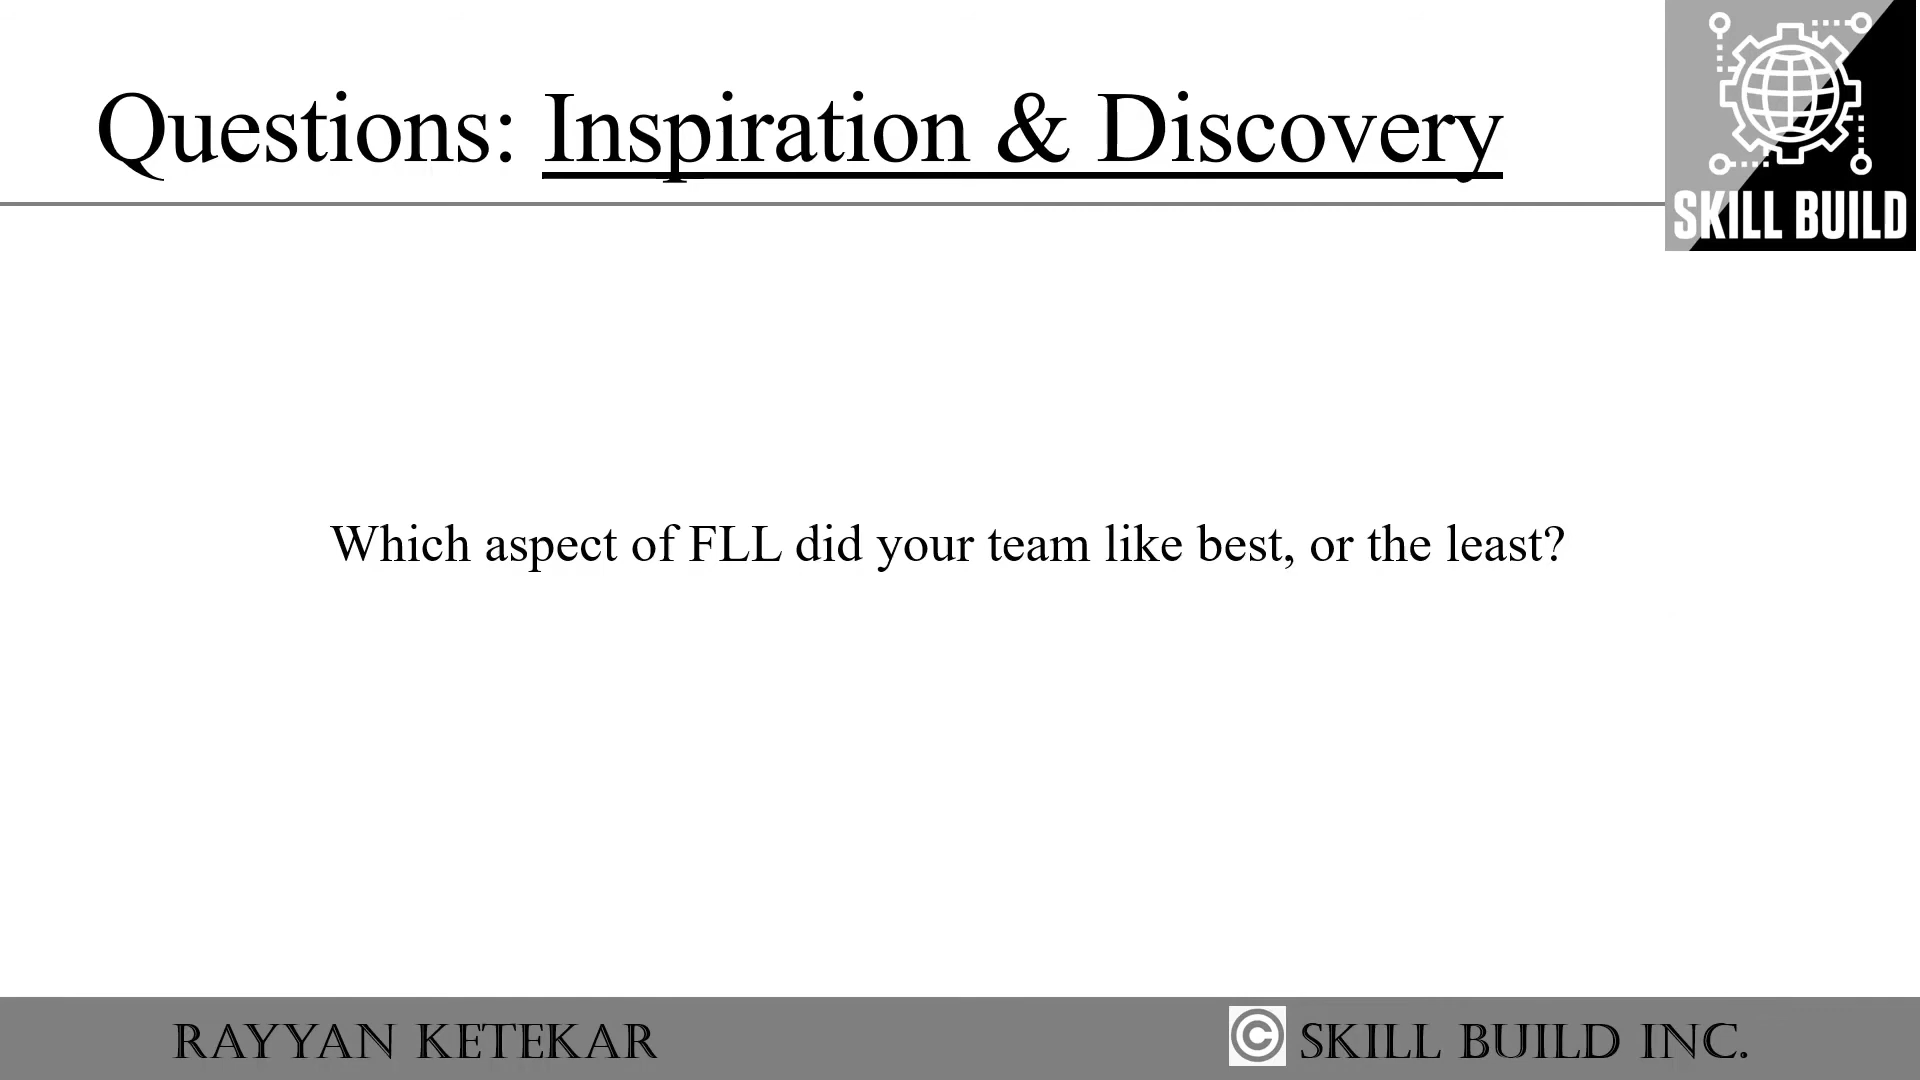 Questions: Inspiration & Discovery
SKILL BUILD
Which aspect of FLL did your team like best, or the least?
RAYYAN KETEKAR
© SKILL BUILD INC.